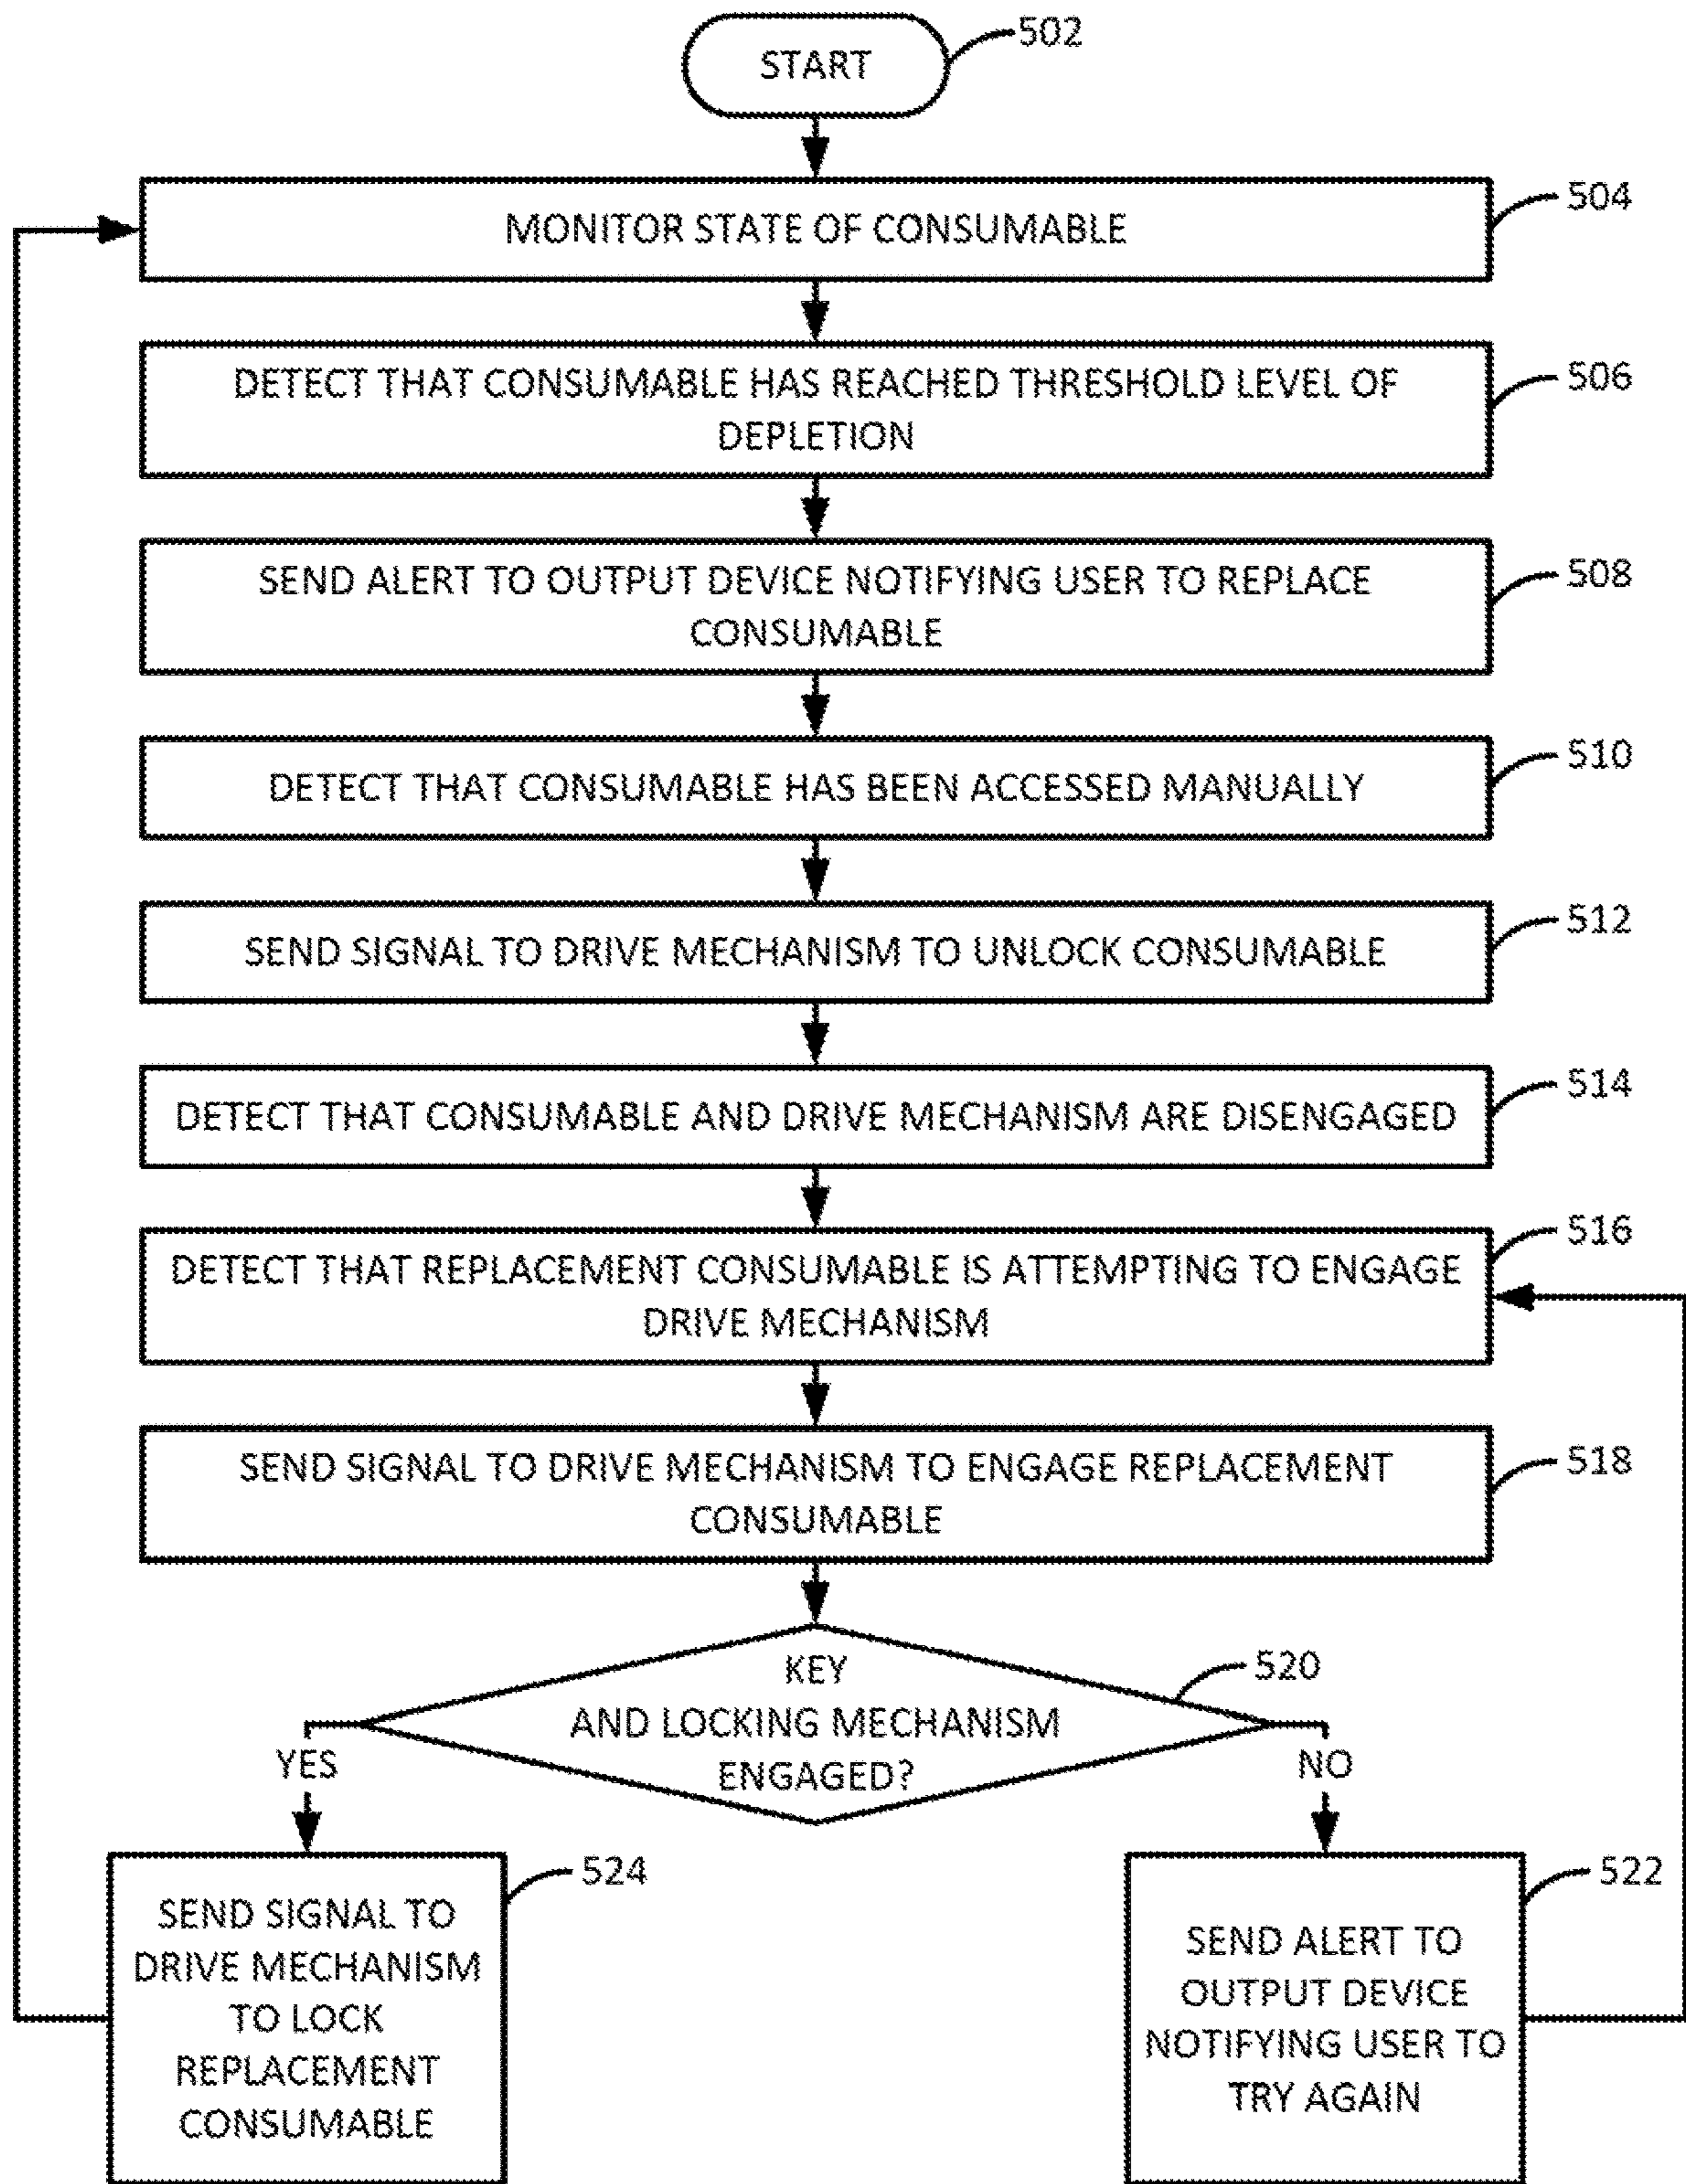 START
502
MONITOR STATE OF CONSUMABLE
504
DETECT THAT CONSUMABLE HAS REACHED THRESHOLD LEVEL OF
DEPLETION
506
SEND ALERT TO OUTPUT DEVICE NOTIFYING USER TO REPLACE
CONSUMABLE
508
DETECT THAT CONSUMABLE HAS BEEN ACCESSED MANUALLY
510
SEND SIGNAL TO DRIVE MECHANISM TO UNLOCK CONSUMABLE
512
DETECT THAT CONSUMABLE AND DRIVE MECHANISM ARE DISENGAGED
514
DETECT THAT REPLACEMENT CONSUMABLE IS ATTEMPTING TO ENGAGE
DRIVE MECHANISM
516
SEND SIGNAL TO DRIVE MECHANISM TO ENGAGE REPLACEMENT
CONSUMABLE
518
KEY
AND LOCKING MECHANISM
ENGAGED?
520
YES
NO
SEND SIGNAL TO
DRIVE MECHANISM
TO LOCK
REPLACEMENT
CONSUMABLE
524
SEND ALERT TO
OUTPUT DEVICE
NOTIFYING USER TO
TRY AGAIN
522